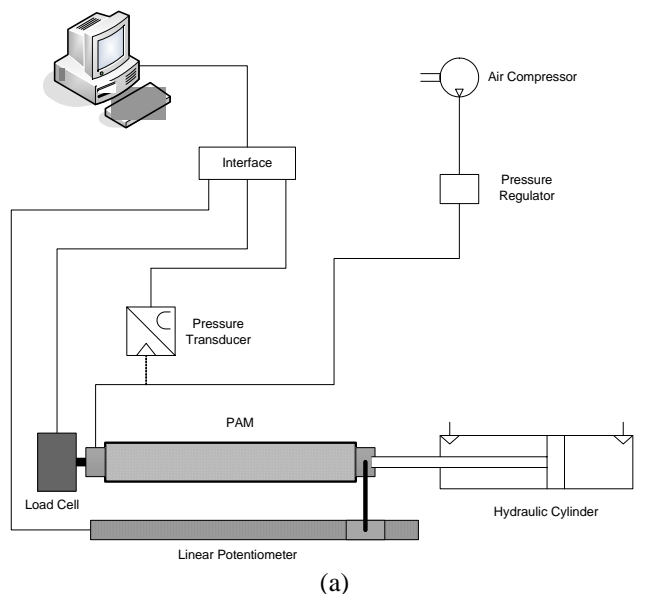 Air Compressor
Interface
Pressure
Regulator
Pressure
Transducer
PAM
Load Cell
Hydraulic Cylinder
Linear Potentiometer
(a)